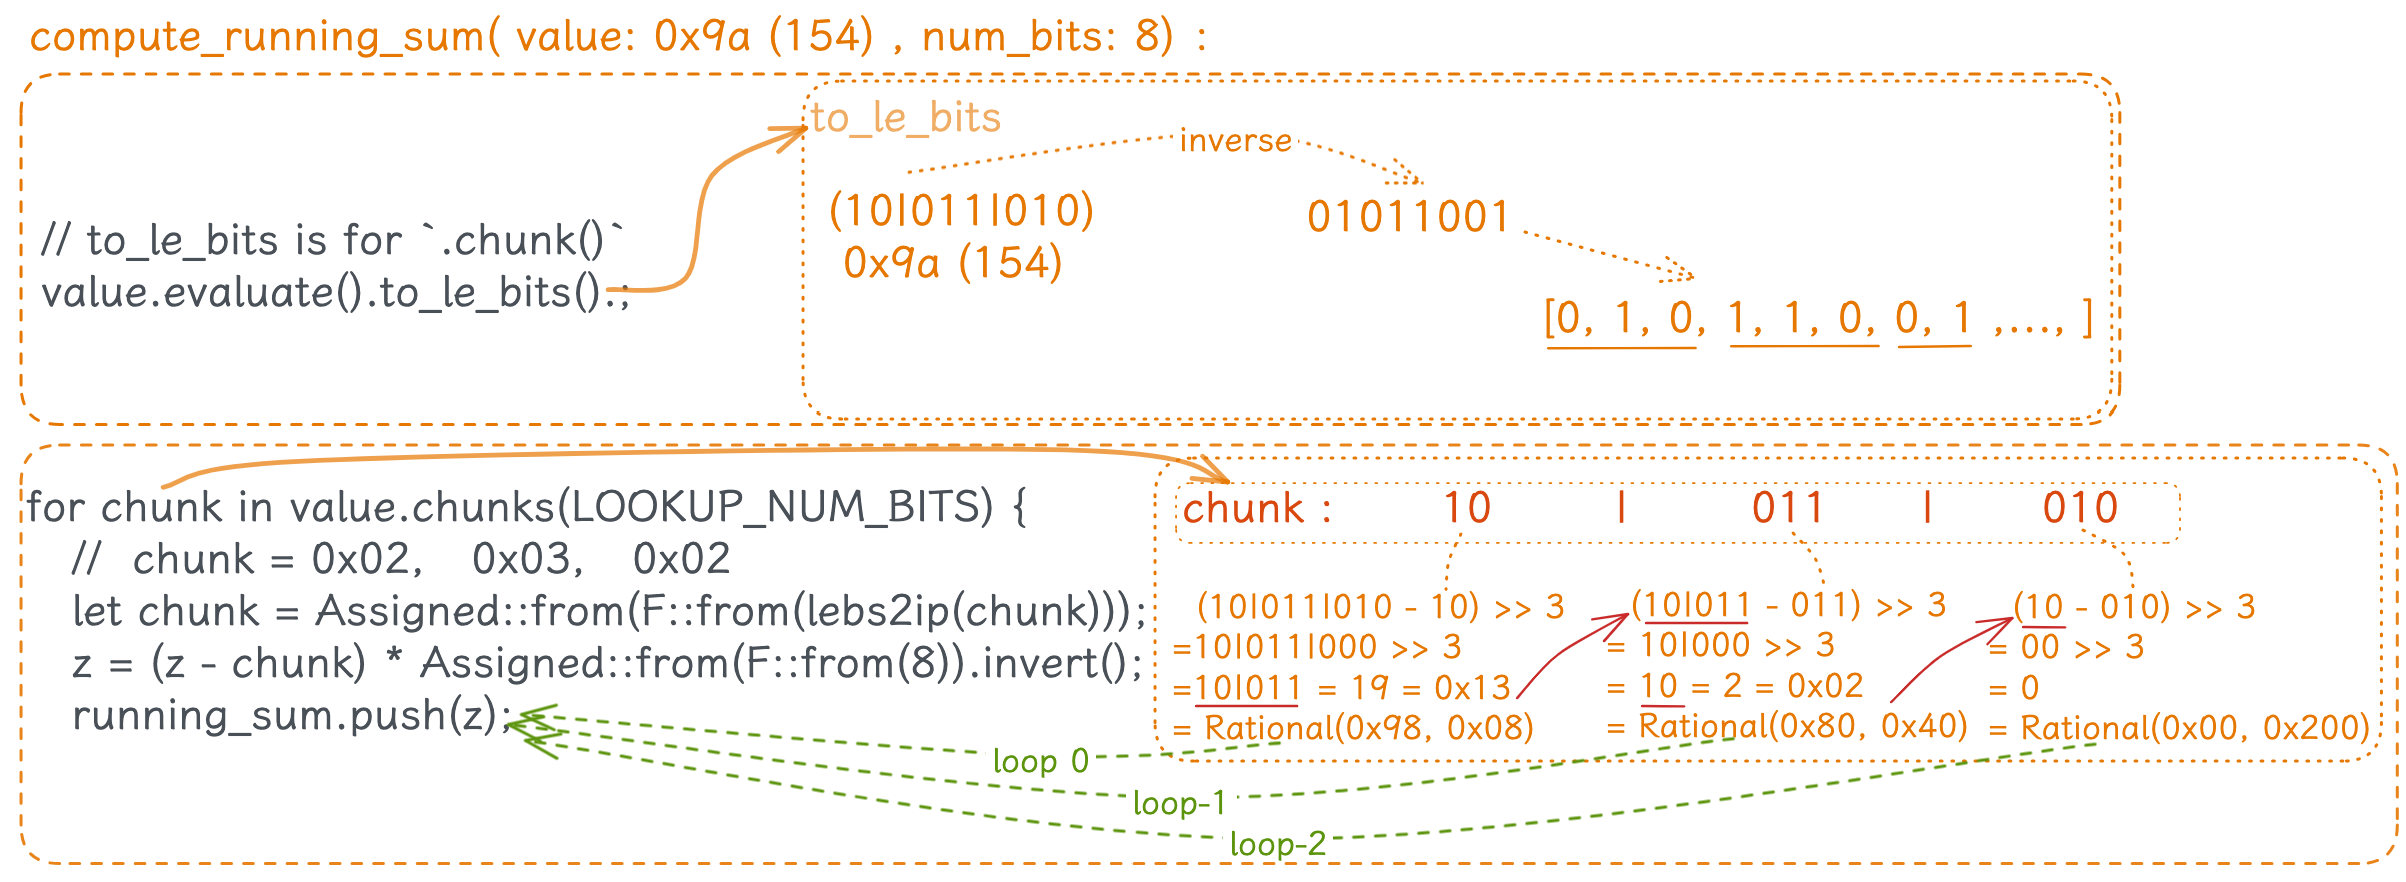 compute_running_sum( value: 0x9a (154) , num_bits: 8) :
to_le_bits
inverse
(10|011|010)
0x9a (154)
01011001
[0, 1, 0, 1, 1, 0, 0, 1 ,..., ]
// to_le_bits is for `.chunk()`
value.evaluate().to_le_bits().;
for chunk in value.chunks(LOOKUP_NUM_BITS) {
// chunk = 0x02, 0x03, 0x02
let chunk = Assigned::from(F::from(lebs2ip(chunk)));
z = (z - chunk) * Assigned::from(F::from(8)).invert();
running_sum.push(z);
chunk : 10 | 011 | 010
(10|011|010 - 10) >> 3
=10|011|000 >> 3
=10|011 = 19 = 0x13
= Rational(0x98, 0x08)
(10|011 - 011) >> 3
= 10|000 >> 3
= 10 = 2 = 0x02
= Rational(0x80, 0x40)
(10 - 010) >> 3
= 00 >> 3
= 0
= Rational(0x00, 0x200)
loop 0
loop-1
loop-2